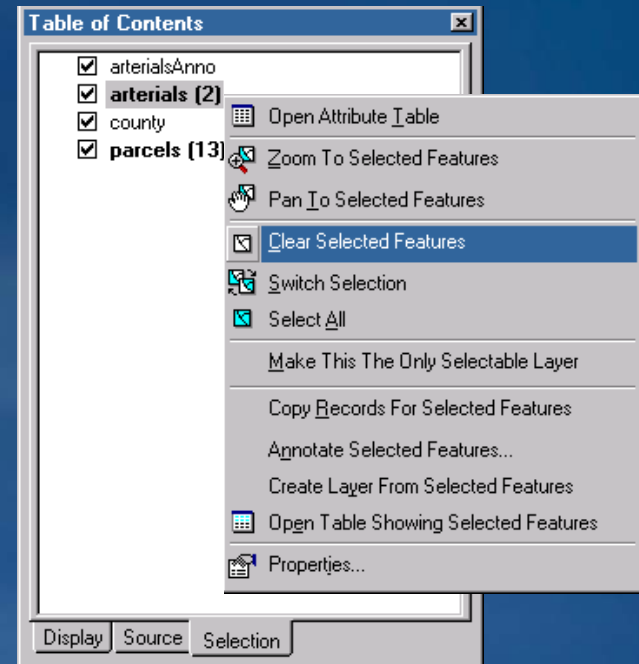 Table of Contents
arterialsAnno
arterials (2)
county
parcels (13)
Open Attribute Table
Zoom To Selected Features
Pan To Selected Features
Clear Selected Features
Switch Selection
Select All
Make This The Only Selectable Layer
Copy Records For Selected Features
Annotate Selected Features...
Create Layer From Selected Features
Open Table Showing Selected Features
Properties...
Display Source Selection